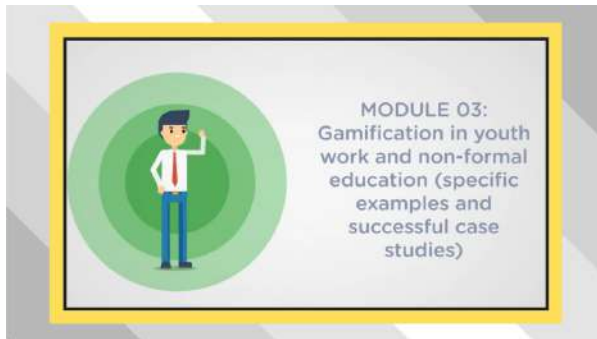 MODULE 03:
Gamification in youth
work and non-formal
education (specific
examples and
successful case
studies)